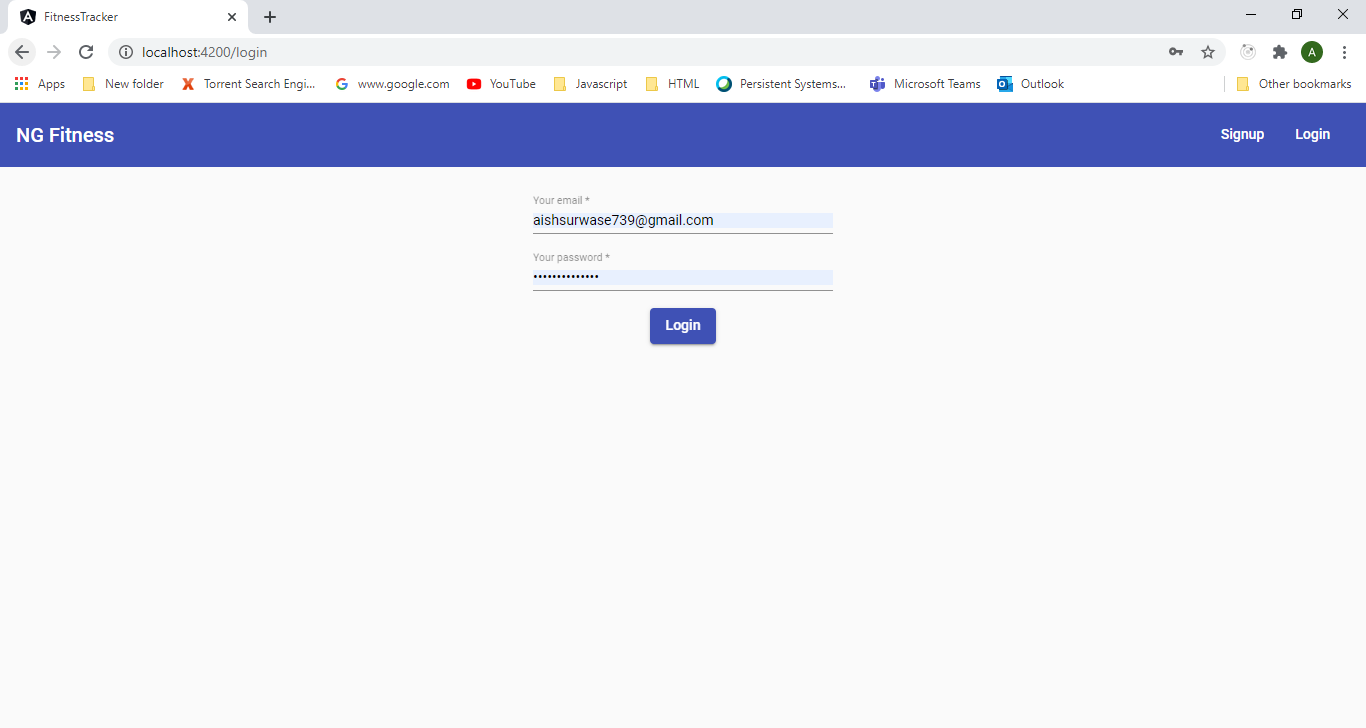 FitnessTracker
localhost:4200/login
A
Apps New folder Torrent Search Engi... www.google.com YouTube Javascript HTML Persistent Systems... Microsoft Teams Outlook Other bookmarks
NG Fitness Signup Login
Your email *
aishsurwase739@gmail.com
Your password *
••••••••••••••
Login